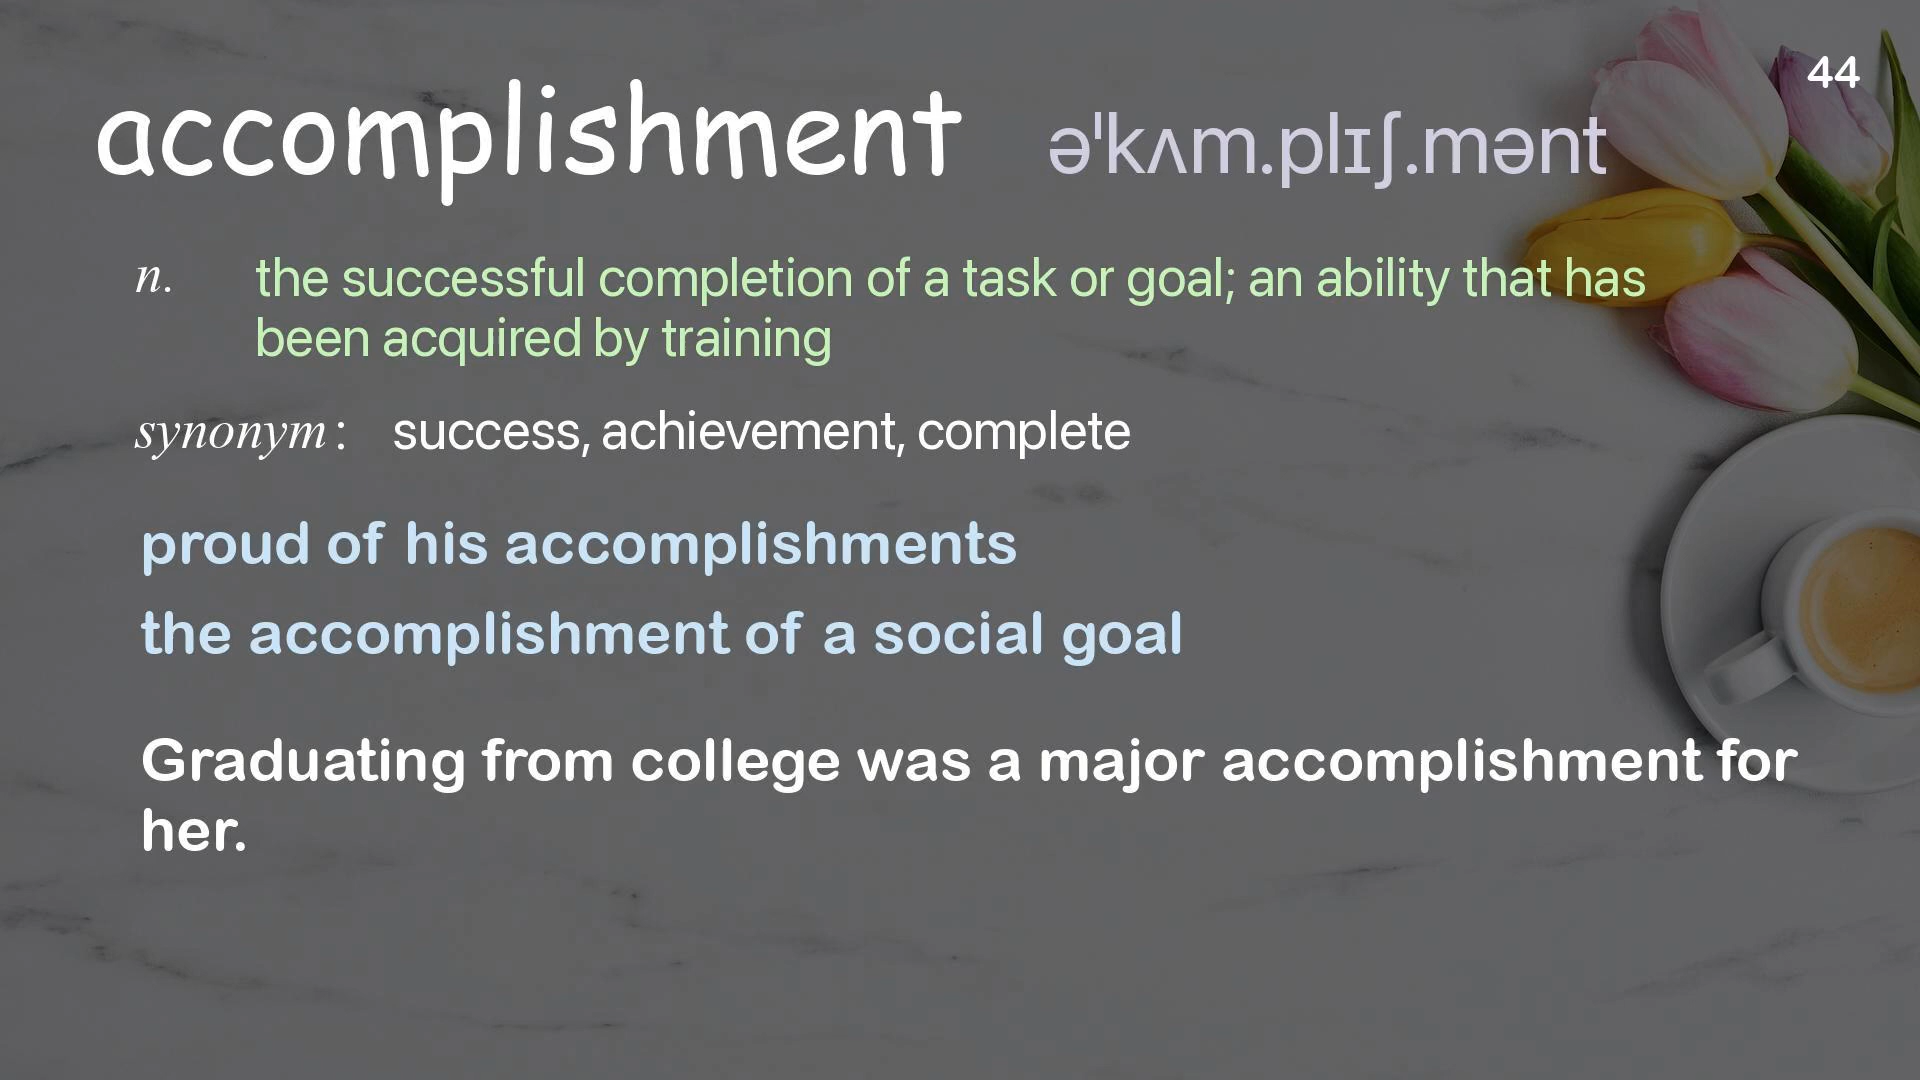 44
accomplishment əˈkʌm.plɪʃ.mənt
n. the successful completion of a task or goal; an ability that has
been acquired by training
synonym: success, achievement, complete
proud of his accomplishments
the accomplishment of a social goal
Graduating from college was a major accomplishment for
her.